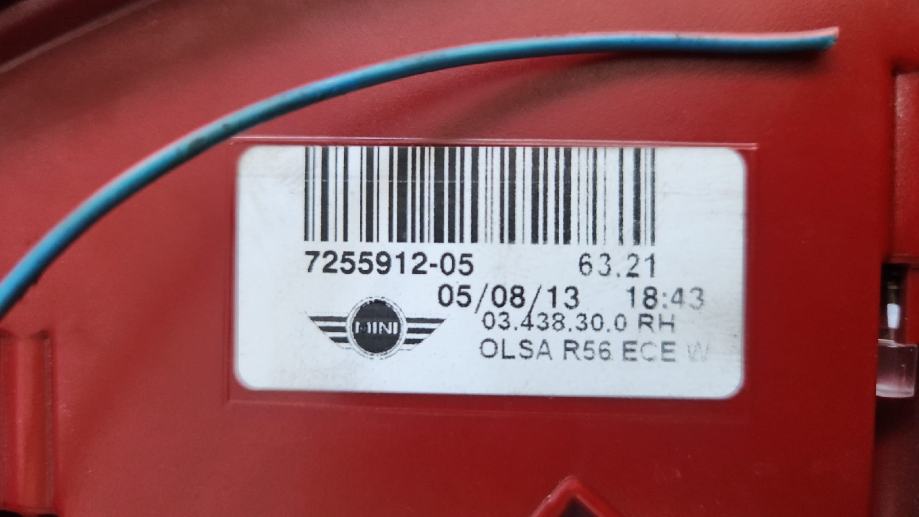 7255912-05 63.21
05/08/13 18:43
MINI
03.438.30.0 RH
OLSA R56 ECE W